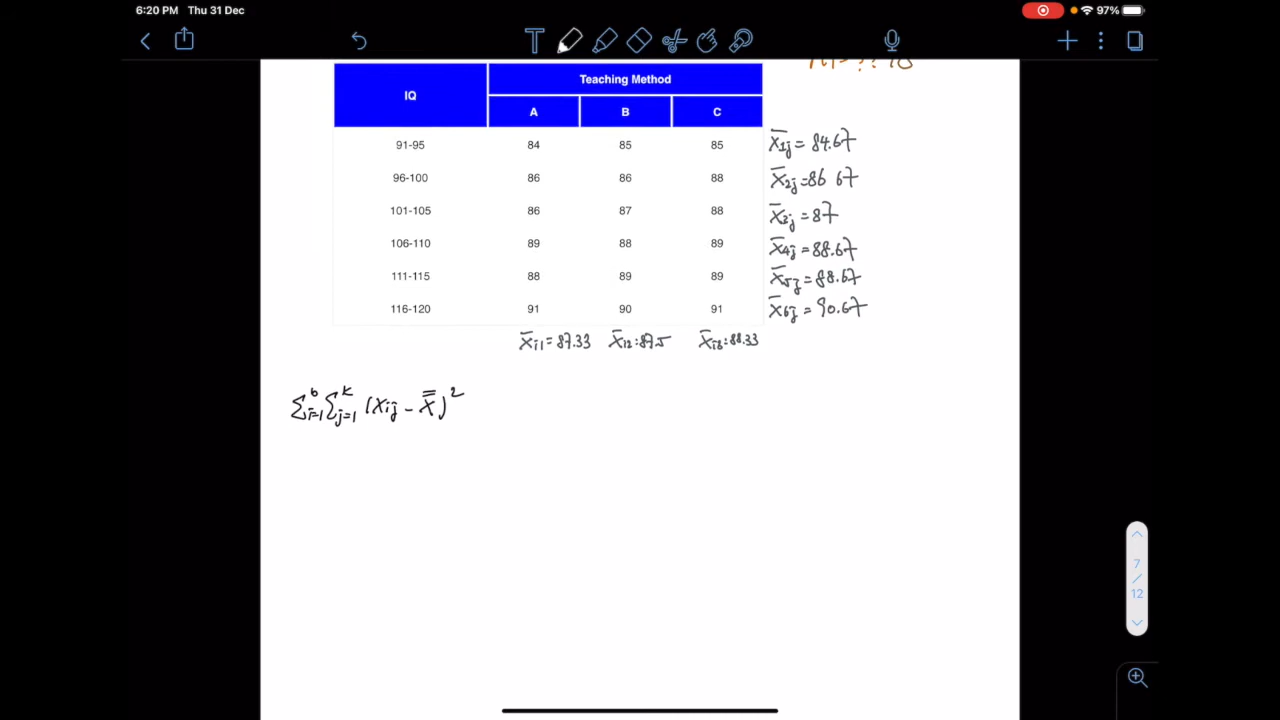 6:20 PM Thu 31 Dec 97%
IQ Teaching Method
A B C
91-95 84 85 85 X̄1j = 84.67
96-100 86 86 88 X̄2j = 86 67
101-105 86 87 88 X̄3j = 87
106-110 89 88 89 X̄4j = 88.67
111-115 88 89 89 X̄5j = 88.67
116-120 91 90 91 X̄6j = 90.67
X̄i1 = 87.33 X̄i2 : 87.5 X̄i3 : 88.33
Σ^b_{i=1} Σ^k_{j=1} (Xij - X̿)^2
7
/
12